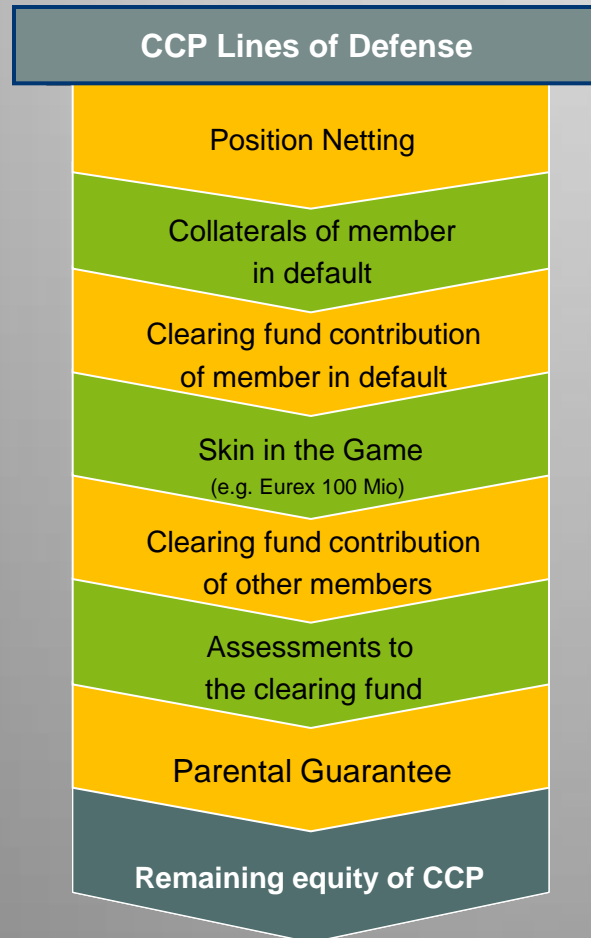 CCP Lines of Defense
Position Netting
Collaterals of member
in default
Clearing fund contribution
of member in default
Skin in the Game
(e.g. Eurex 100 Mio)
Clearing fund contribution
of other members
Assessments to
the clearing fund
Parental Guarantee
Remaining equity of CCP